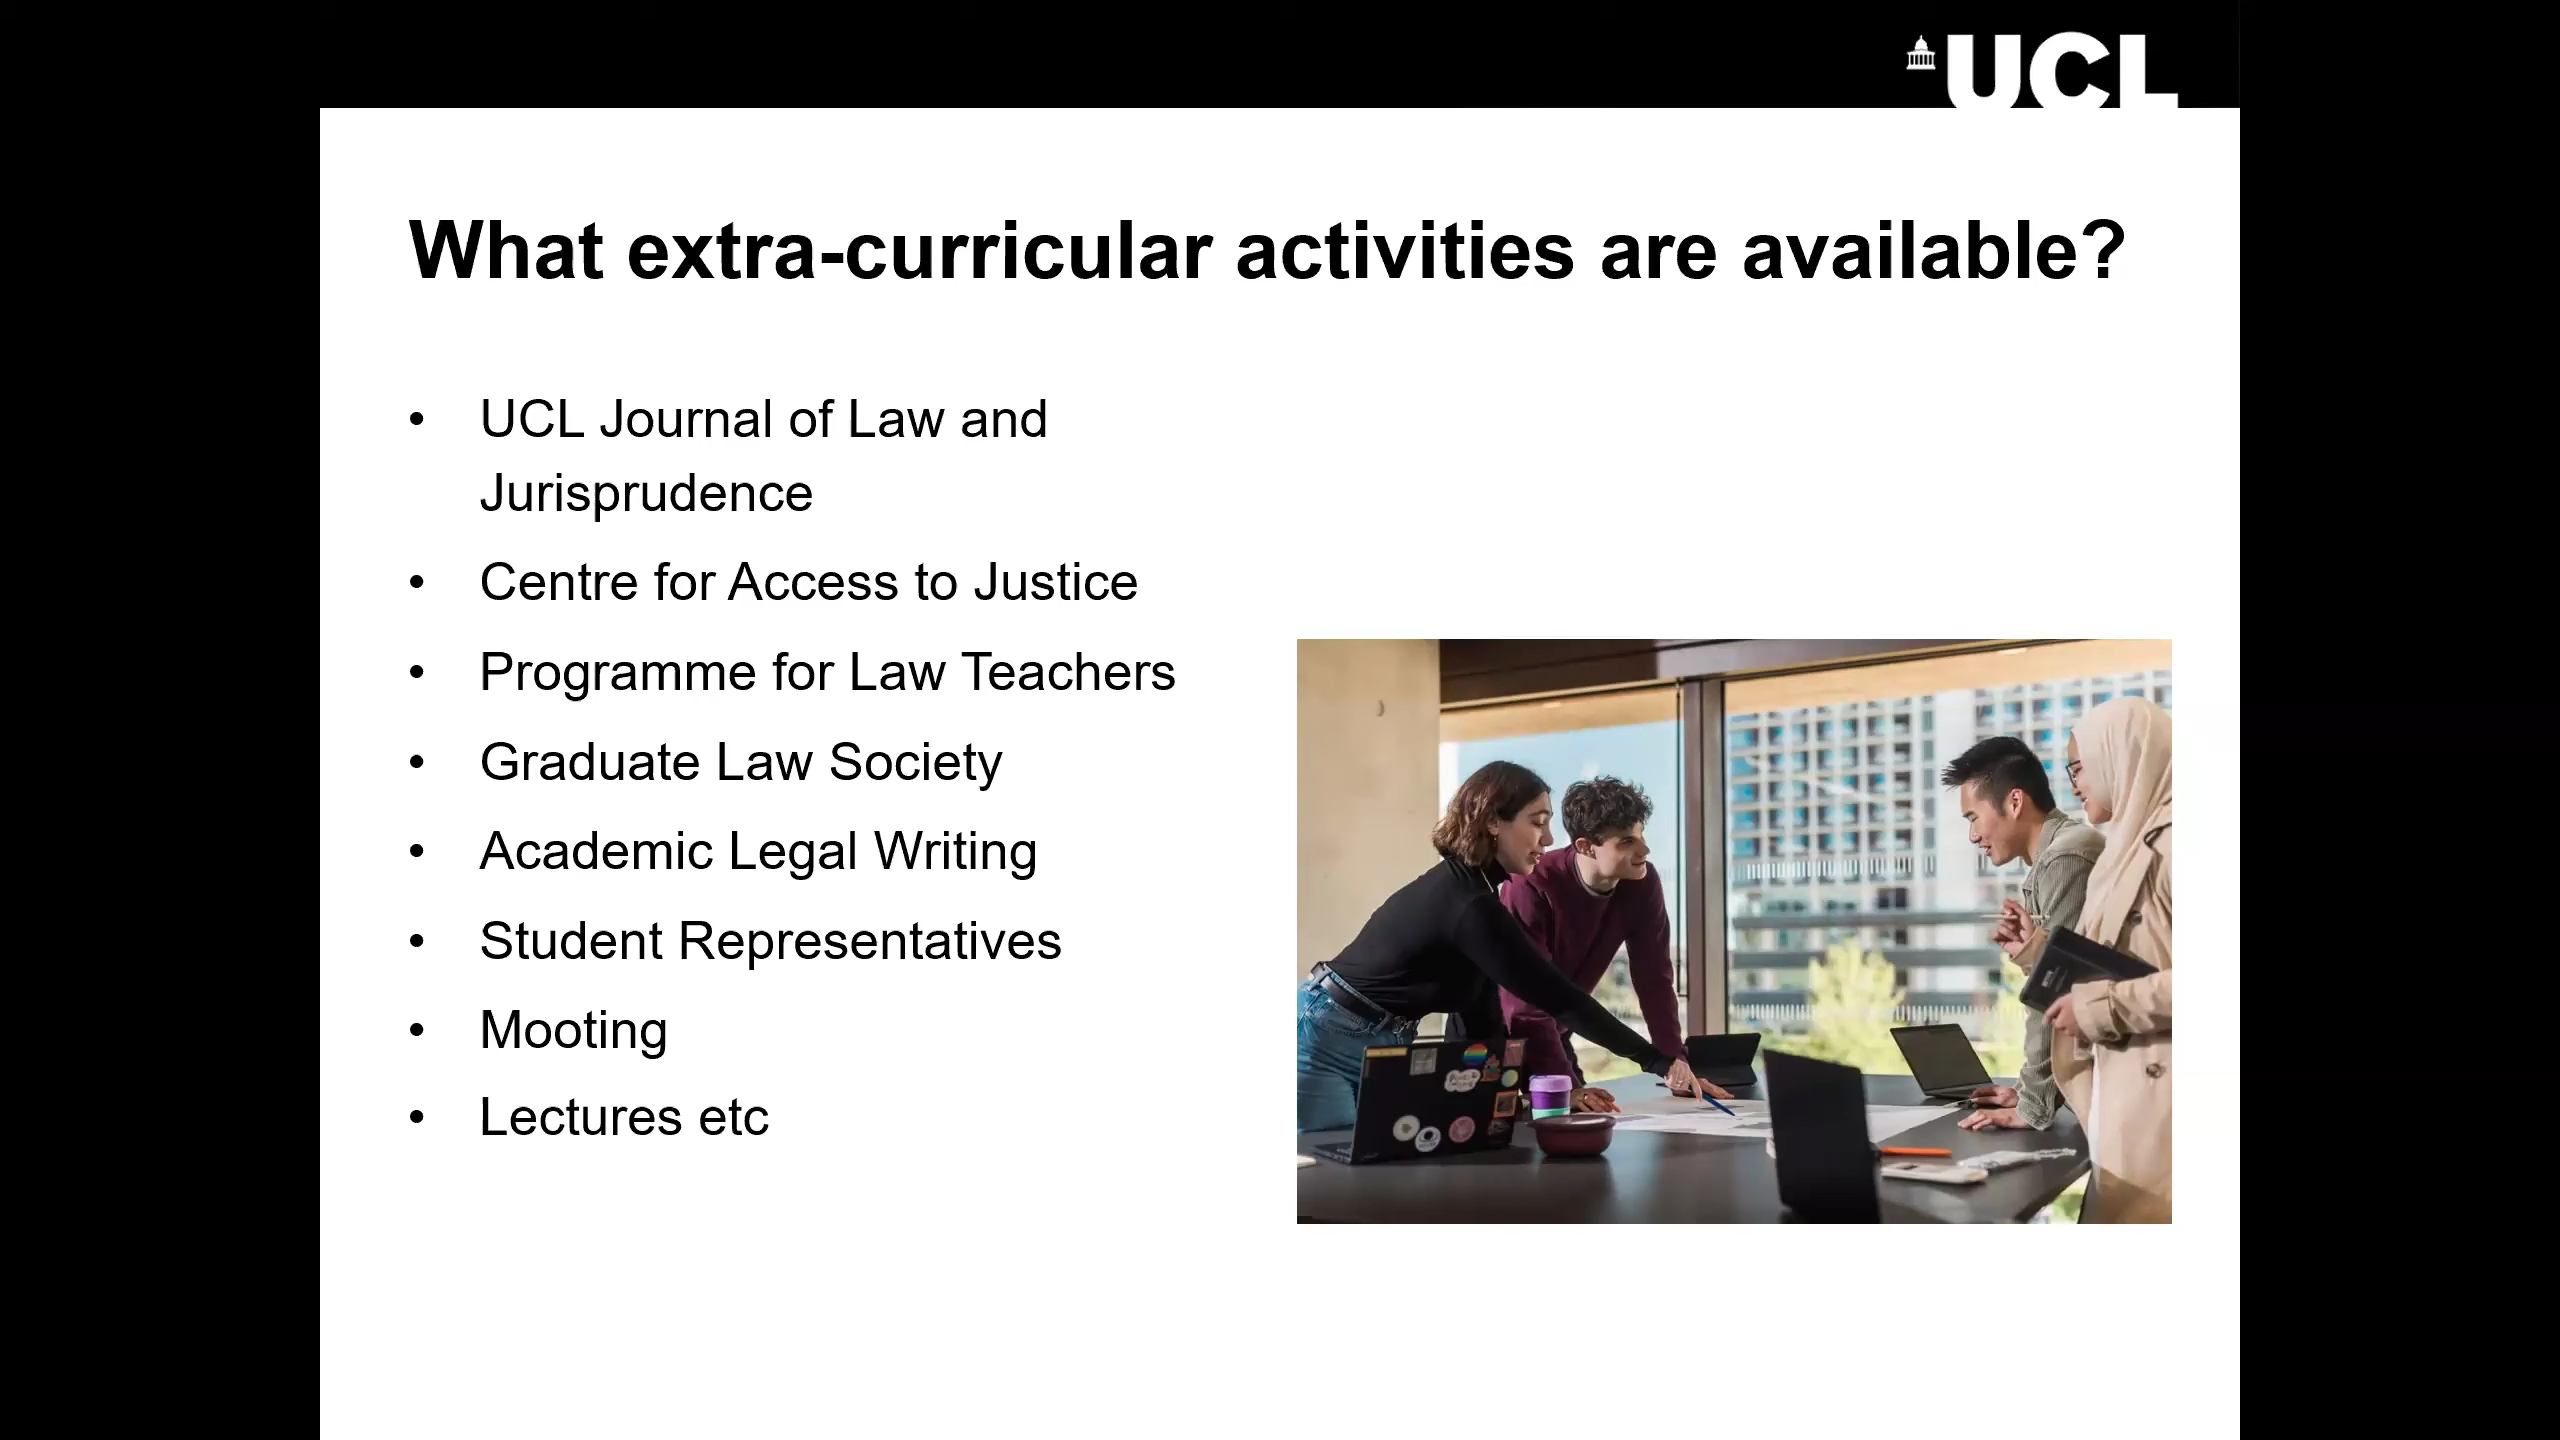 UCL
What extra-curricular activities are available?
• UCL Journal of Law and
Jurisprudence
• Centre for Access to Justice
• Programme for Law Teachers
• Graduate Law Society
• Academic Legal Writing
• Student Representatives
• Mooting
• Lectures etc